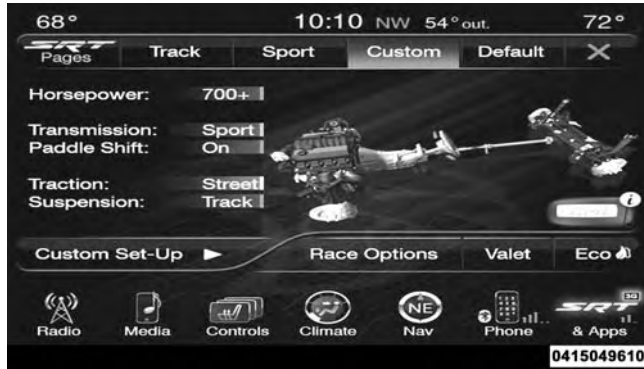 68° 10:10 NW 54° out. 72°
SRT Pages Track Sport Custom Default X
Horsepower: 700+
Transmission: Sport
Paddle Shift: On
Traction: Street
Suspension: Track
i
Custom Set-Up Race Options Valet Eco
NE
3G
SRT
Radio Media Controls Climate Nav Phone & Apps
0415049610